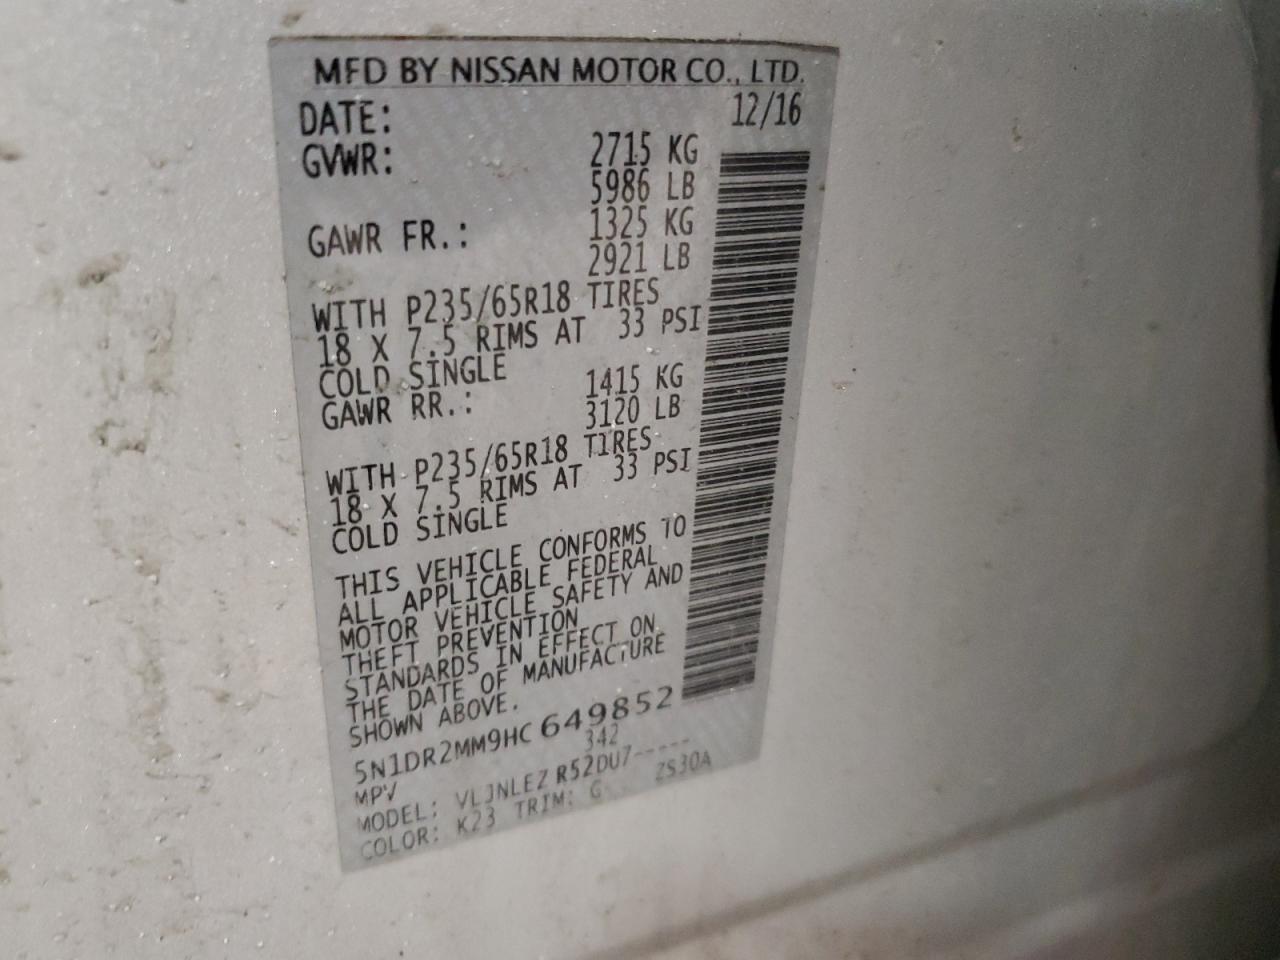 MFD BY NISSAN MOTOR CO., LTD.
DATE: 12/16
GVWR: 2715 KG
5986 LB
GAWR FR.: 1325 KG
2921 LB
WITH P235/65R18 TIRES
18 X 7.5 RIMS AT 33 PSI
COLD SINGLE
GAWR RR.: 1415 KG
3120 LB
WITH P235/65R18 TIRES
18 X 7.5 RIMS AT 33 PSI
COLD SINGLE
THIS VEHICLE CONFORMS TO
ALL APPLICABLE FEDERAL
MOTOR VEHICLE SAFETY AND
THEFT PREVENTION
STANDARDS IN EFFECT ON
THE DATE OF MANUFACTURE
SHOWN ABOVE.
5N1DR2MM9HC649852
MPV 342
MODEL: VLJNLEZ R52DU7-----
COLOR: K23 TRIM: G ZS30A